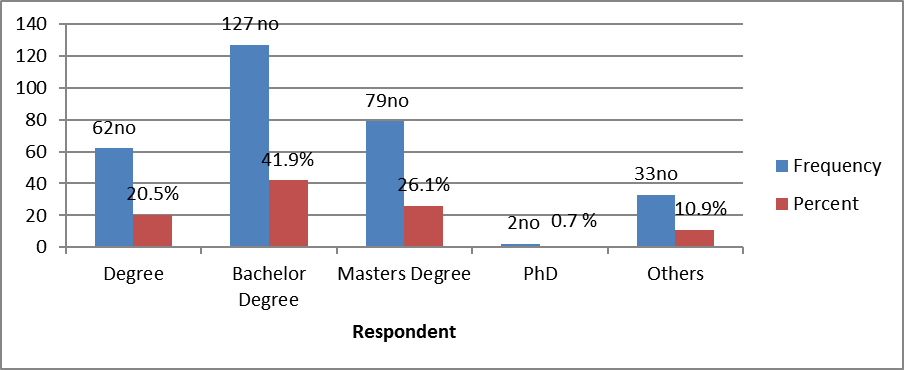 140
120
100
80
60
40
20
0
127 no
62no
79no
41.9%
20.5%
26.1%
2no
0.7 %
33no
10.9%
Degree
Bachelor
Degree
Masters Degree
PhD
Others
Respondent
Frequency
Percent